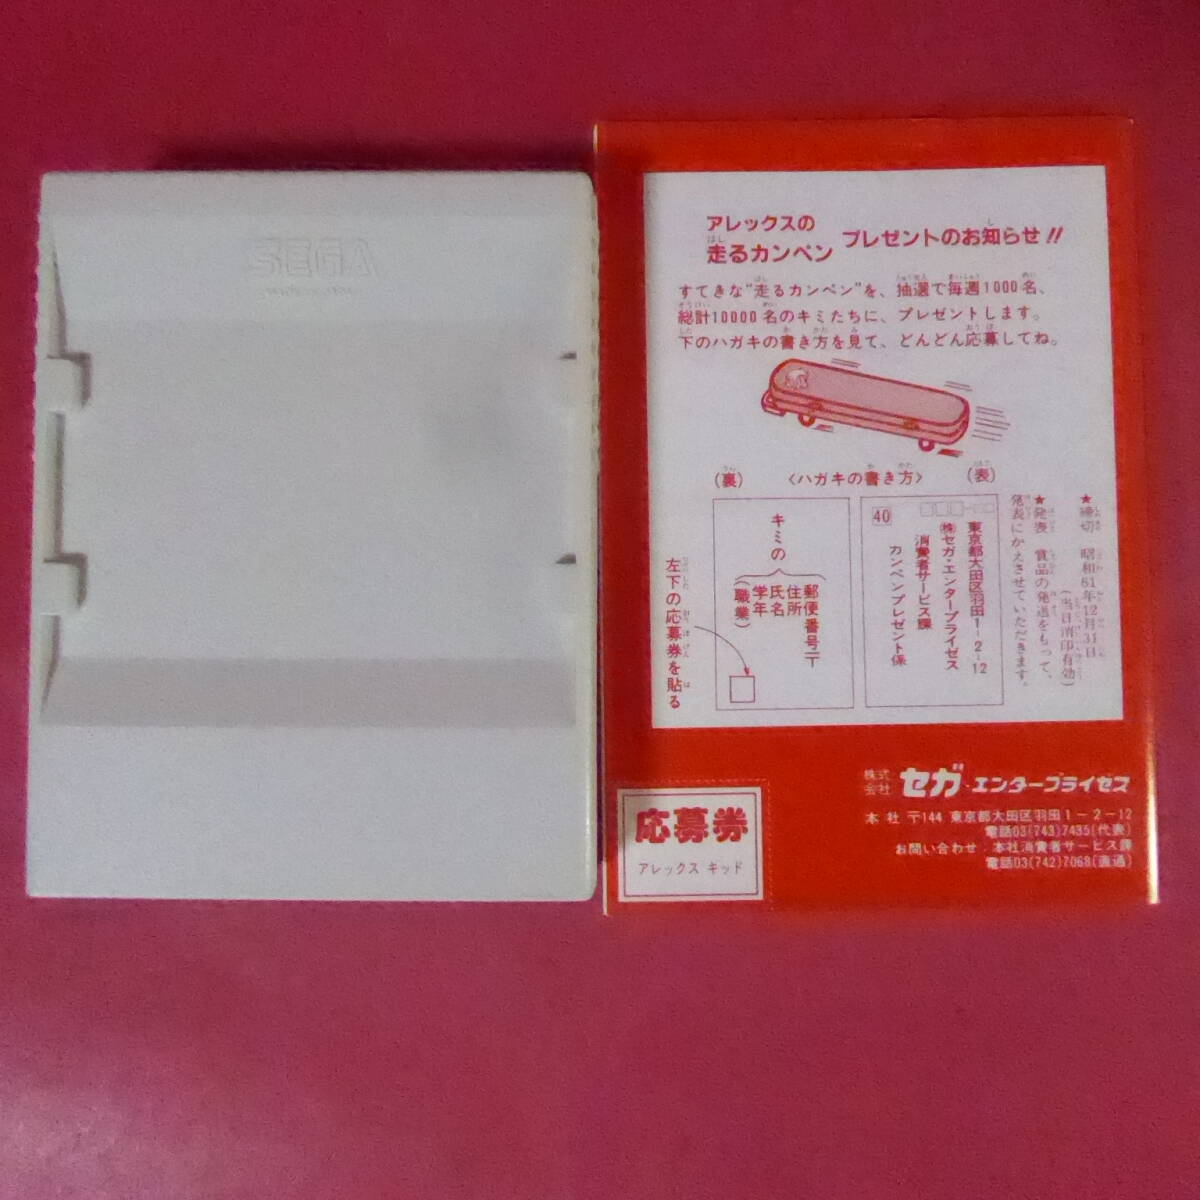 SEGA
アレックスの
走るカンペン
プレゼントのお知らせ!!
すてきな“走るカンペン”を、抽選で毎週1000名、
総計10000名のキミたちに、プレゼントします。
下のハガキの書き方を見て、どんどん応募してね。
〈ハガキの書き方〉
(裏)
(表)
★締切 昭和61年12月31日
(当日消印有効)
★発表 賞品の発送をもって、
発表にかえさせていただきます。
40
東京都大田区羽田1-2-12
㈱セガ・エンタープライゼス
消費者サービス課
カンペンプレゼント係
キミの
郵便番号〒
住所
氏名
学年
(職業)
左下の応募券を貼る
株式会社 セガ・エンタープライゼス
本社 〒144 東京都大田区羽田1-2-12
電話03(743)7435(代表)
お問い合わせ:本社消費者サービス課
電話03(742)7068(直通)
応募券
アレックス キッド